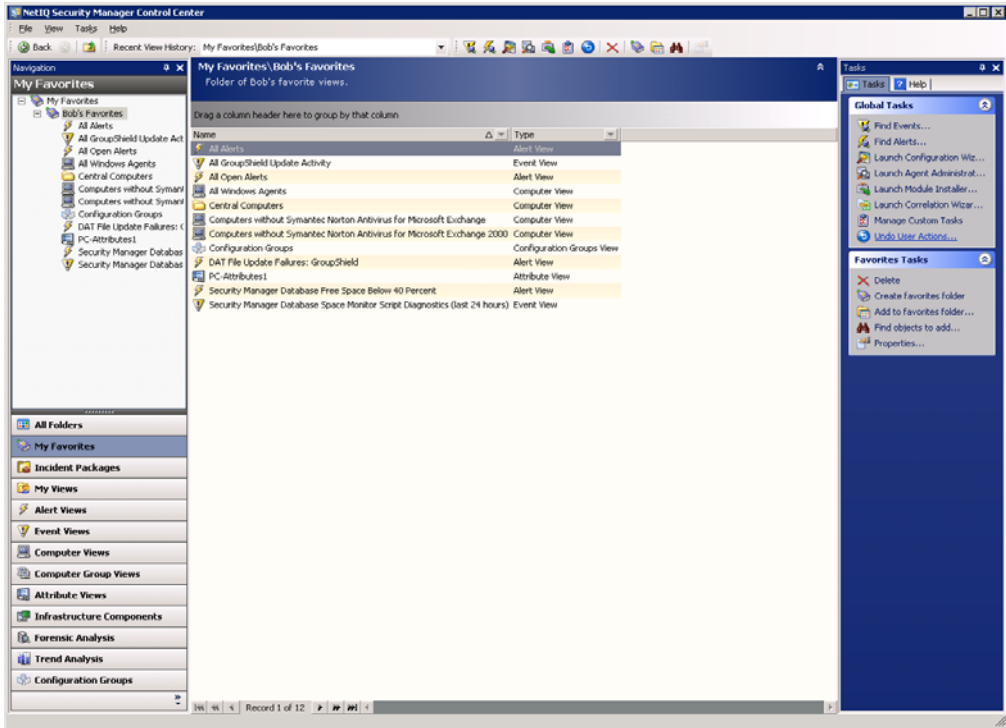 NetIQ Security Manager Control Center
File View Tasks Help
Back Recent View History: My Favorites\Bob's Favorites
Navigation
My Favorites
My Favorites
Bob's Favorites
All Alerts
All GroupShield Update Act
All Open Alerts
All Windows Agents
Central Computers
Computers without Symant
Computers without Symant
Configuration Groups
DAT File Update Failures: (
PC-Attributes1
Security Manager Databas
Security Manager Databas
All Folders
My Favorites
Incident Packages
My Views
Alert Views
Event Views
Computer Views
Computer Group Views
Attribute Views
Infrastructure Components
Forensic Analysis
Trend Analysis
Configuration Groups
My Favorites\Bob's Favorites
Folder of Bob's favorite views.
Drag a column header here to group by that column
Name Type
All Alerts Alert View
All GroupShield Update Activity Event View
All Open Alerts Alert View
All Windows Agents Computer View
Central Computers Computer View
Computers without Symantec Norton Antivirus for Microsoft Exchange Computer View
Computers without Symantec Norton Antivirus for Microsoft Exchange 2000 Computer View
Configuration Groups Configuration Groups View
DAT File Update Failures: GroupShield Alert View
PC-Attributes1 Attribute View
Security Manager Database Free Space Below 40 Percent Alert View
Security Manager Database Space Monitor Script Diagnostics (last 24 hours) Event View
Record 1 of 12
Tasks
Tasks Help
Global Tasks
Find Events...
Find Alerts...
Launch Configuration Wiz...
Launch Agent Administrat...
Launch Module Installer...
Launch Correlation Wizar...
Manage Custom Tasks
Undo User Actions...
Favorites Tasks
Delete
Create favorites folder
Add to favorites folder...
Find objects to add...
Properties...